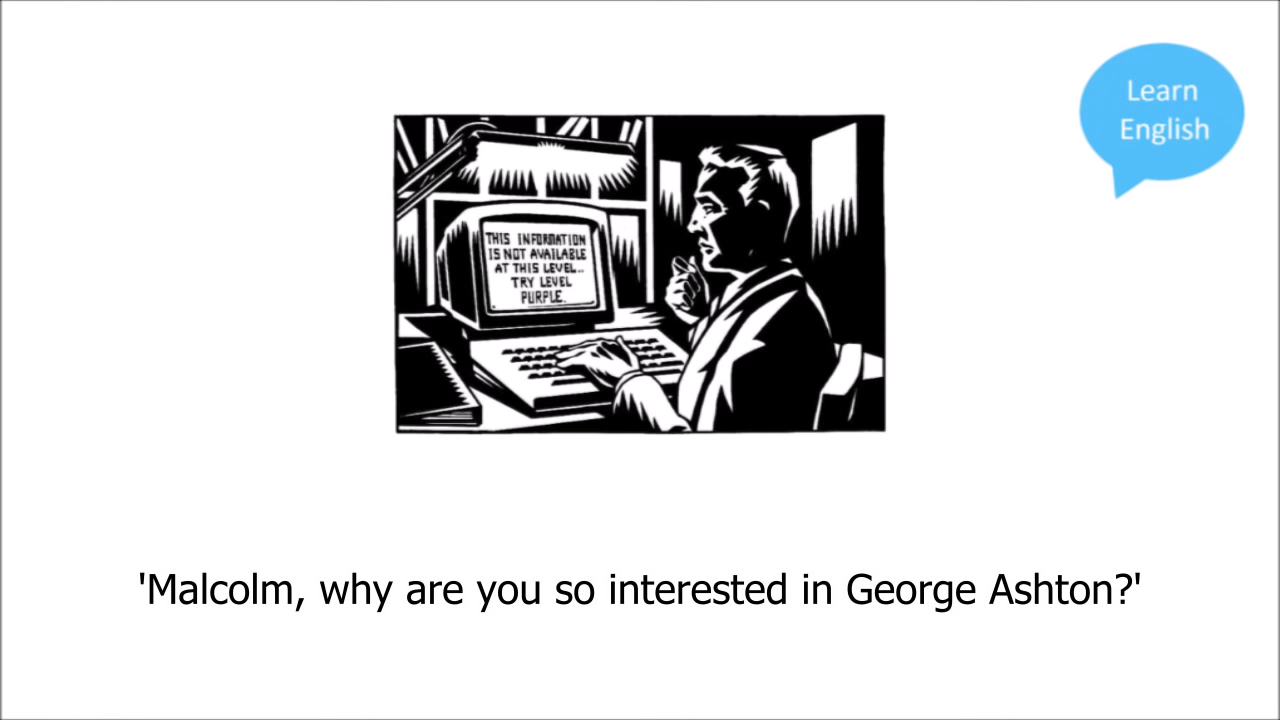 Learn
English
THIS INFORMATION
IS NOT AVAILABLE
AT THIS LEVEL..
TRY LEVEL
PURPLE.
'Malcolm, why are you so interested in George Ashton?'